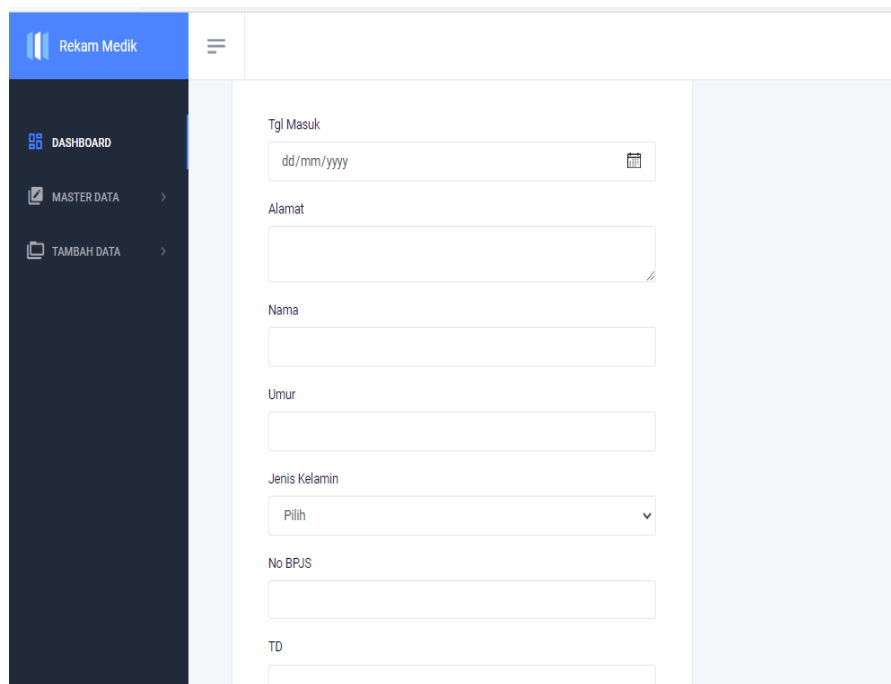 Rekam Medik
DASHBOARD
MASTER DATA
TAMBAH DATA
Tgl Masuk
dd/mm/yyyy
Alamat
Nama
Umur
Jenis Kelamin
Pilih
No BPJS
TD